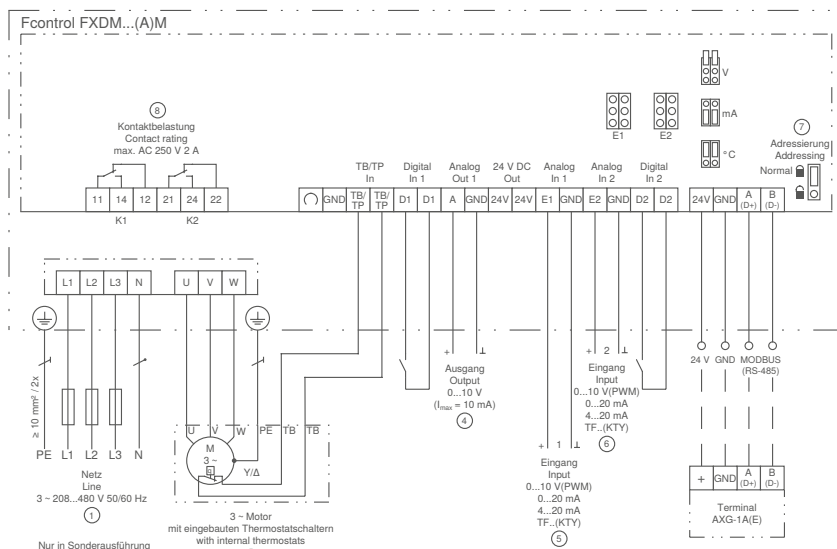 Fcontrol FXDM...(A)M
8
Kontaktbelastung
Contact rating
max. AC 250 V 2 A
11 14 12 21 24 22
K1 K2
V
mA
°C
E1 E2
7
Adressierung
Addressing
Normal
TB/TP In
Digital In 1
Analog Out 1
24 V DC Out
Analog In 1
Analog In 2
Digital In 2
GND TB/TP TB/TP D1 D1 A GND 24V 24V E1 GND E2 GND D2 D2
24V GND A (D+) B (D-)
L1 L2 L3 N
U V W
≥ 10 mm² / 2x
PE L1 L2 L3 N
Netz
Line
3 ~ 208...480 V 50/60 Hz
1
Nur in Sonderausführung
U V W PE TB TB
M
3 ~
Y/Δ
3 ~ Motor
mit eingebauten Thermostatschaltern
with internal thermostats
+ ⊥
Ausgang
Output
0...10 V
(Imax = 10 mA)
4
+ 1 ⊥
Eingang
Input
0...10 V(PWM)
0...20 mA
4...20 mA
TF..(KTY)
5
+ 2 ⊥
Eingang
Input
0...10 V(PWM)
0...20 mA
4...20 mA
TF..(KTY)
6
24 V GND MODBUS
(RS-485)
+ GND A (D+) B (D-)
Terminal
AXG-1A(E)